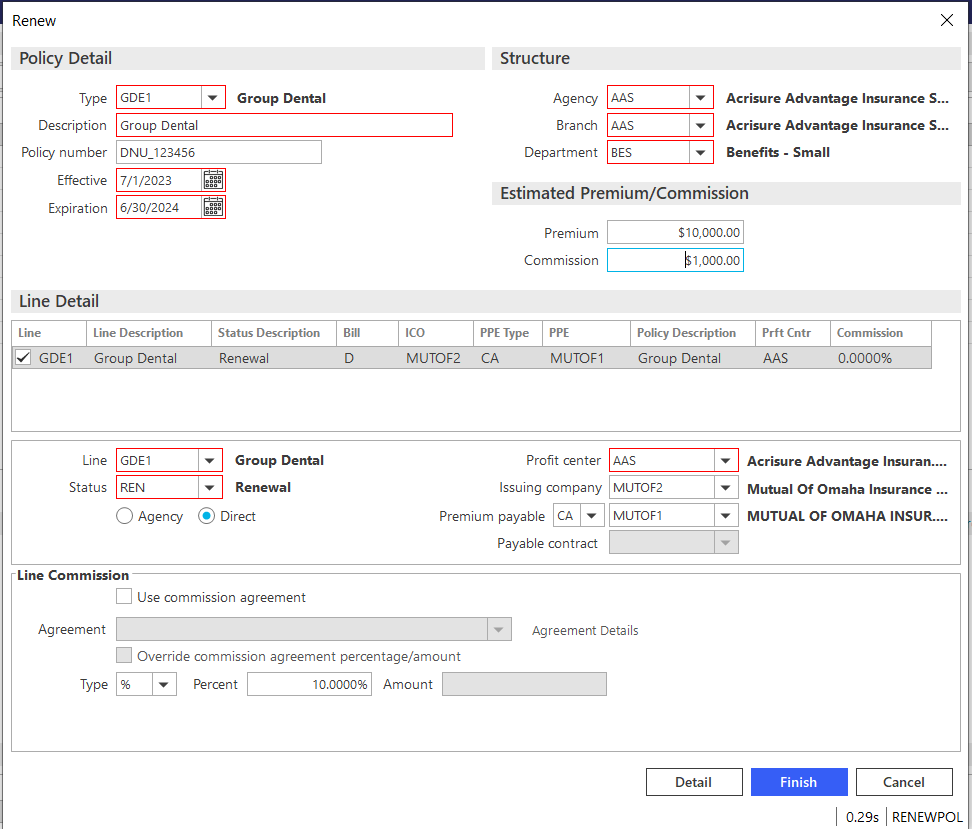 Renew
Policy Detail
Type GDE1 Group Dental
Description Group Dental
Policy number DNU_123456
Effective 7/1/2023
Expiration 6/30/2024
Structure
Agency AAS Acrisure Advantage Insurance S...
Branch AAS Acrisure Advantage Insurance S...
Department BES Benefits - Small
Estimated Premium/Commission
Premium $10,000.00
Commission $1,000.00
Line Detail
Line Line Description Status Description Bill ICO PPE Type PPE Policy Description Prft Cntr Commission
GDE1 Group Dental Renewal D MUTOF2 CA MUTOF1 Group Dental AAS 0.0000%
Line GDE1 Group Dental
Status REN Renewal
Agency Direct
Profit center AAS Acrisure Advantage Insuran....
Issuing company MUTOF2 Mutual Of Omaha Insurance ...
Premium payable CA MUTOF1 MUTUAL OF OMAHA INSUR....
Payable contract
Line Commission
Use commission agreement
Agreement Agreement Details
Override commission agreement percentage/amount
Type % Percent 10.0000% Amount
Detail Finish Cancel
0.29s RENEWPOL